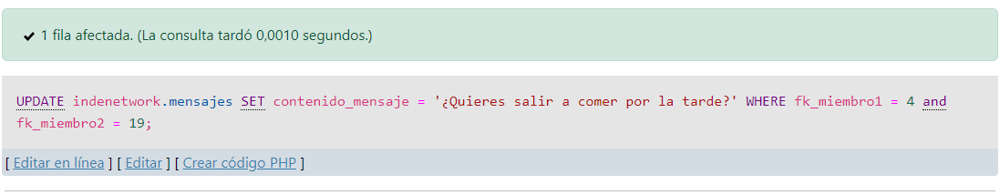 1 fila afectada. (La consulta tardó 0,0010 segundos.)
UPDATE indenetwork.mensajes SET contenido_mensaje = '¿Quieres salir a comer por la tarde?' WHERE fk_miembro1 = 4 and
fk_miembro2 = 19;
[ Editar en línea ] [ Editar ] [ Crear código PHP ]